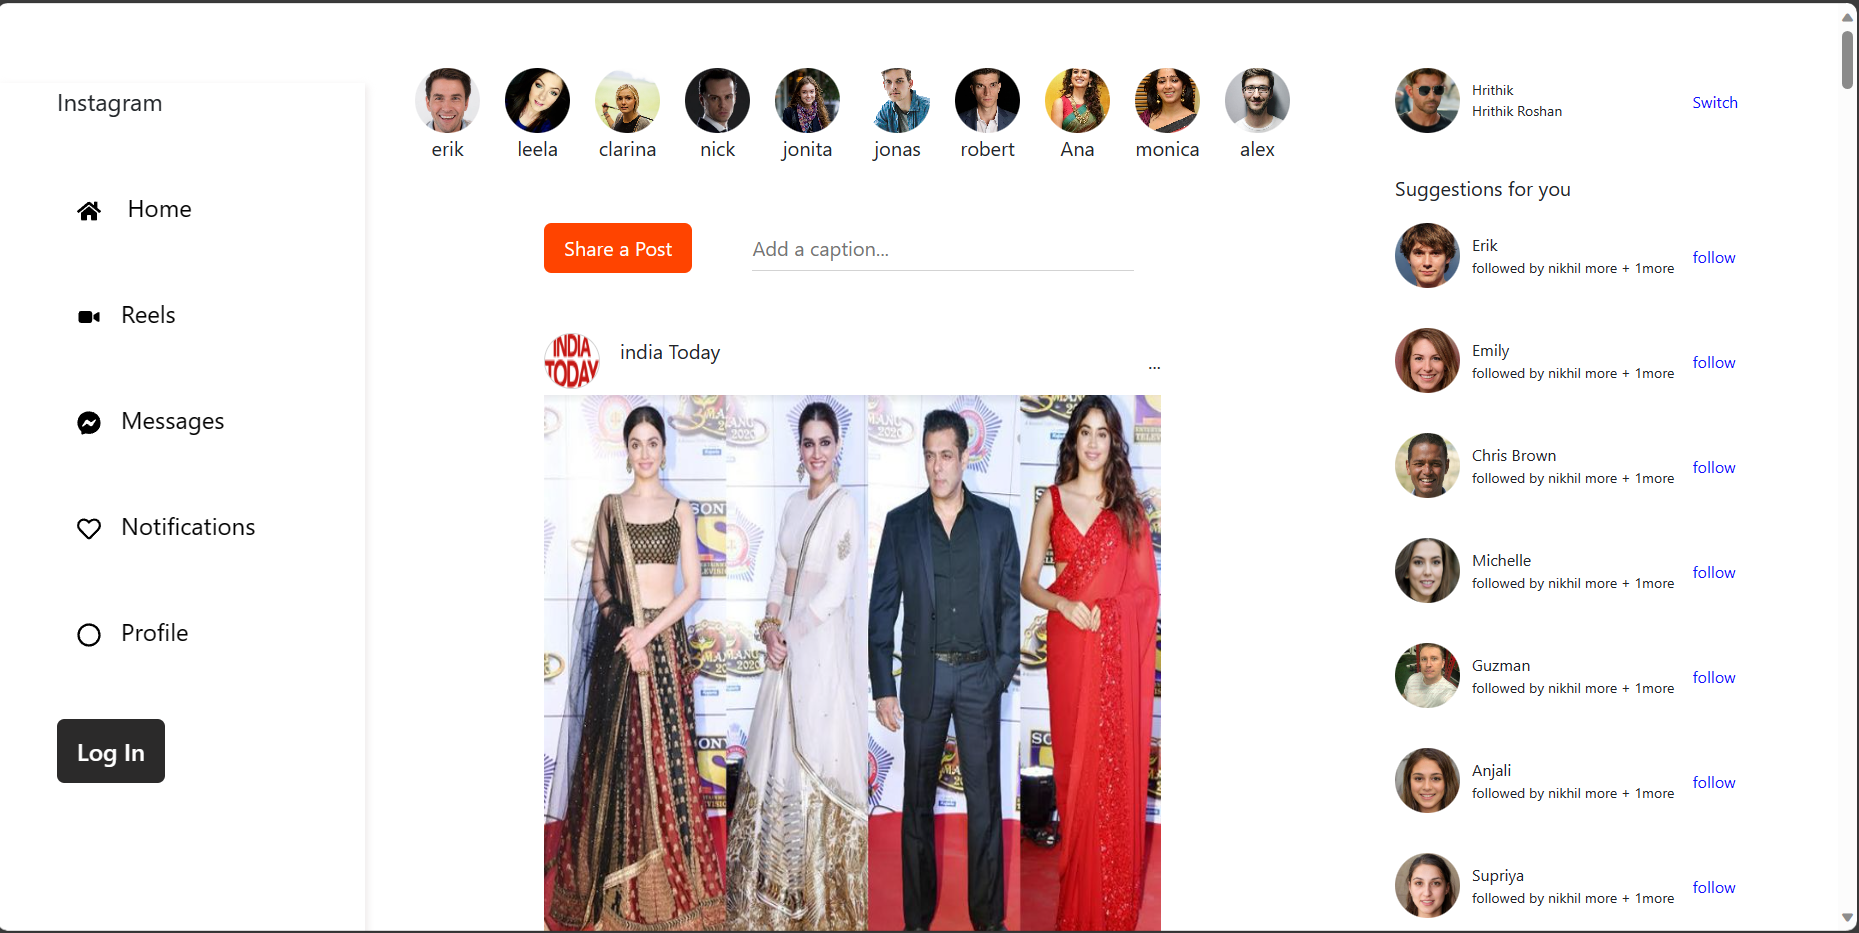 Instagram
Home
Reels
Messages
Notifications
Profile
Log In
erik
leela
clarina
nick
jonita
jonas
robert
Ana
monica
alex
Share a Post
Add a caption...
INDIA
TODAY
india Today
...
SONY
SONY
Hrithik
Hrithik Roshan
Switch
Suggestions for you
Erik
followed by nikhil more + 1more
follow
Emily
followed by nikhil more + 1more
follow
Chris Brown
followed by nikhil more + 1more
follow
Michelle
followed by nikhil more + 1more
follow
Guzman
followed by nikhil more + 1more
follow
Anjali
followed by nikhil more + 1more
follow
Supriya
followed by nikhil more + 1more
follow